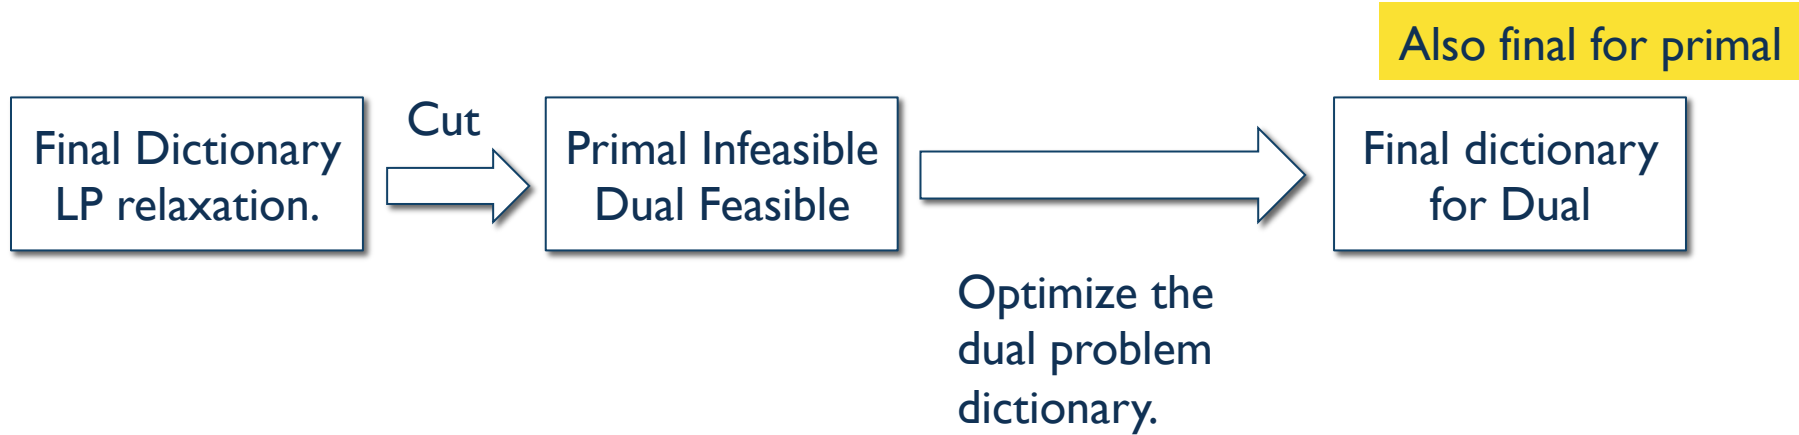 Also final for primal
Final Dictionary
LP relaxation.
Cut
Primal Infeasible
Dual Feasible
Final dictionary
for Dual
Optimize the
dual problem
dictionary.